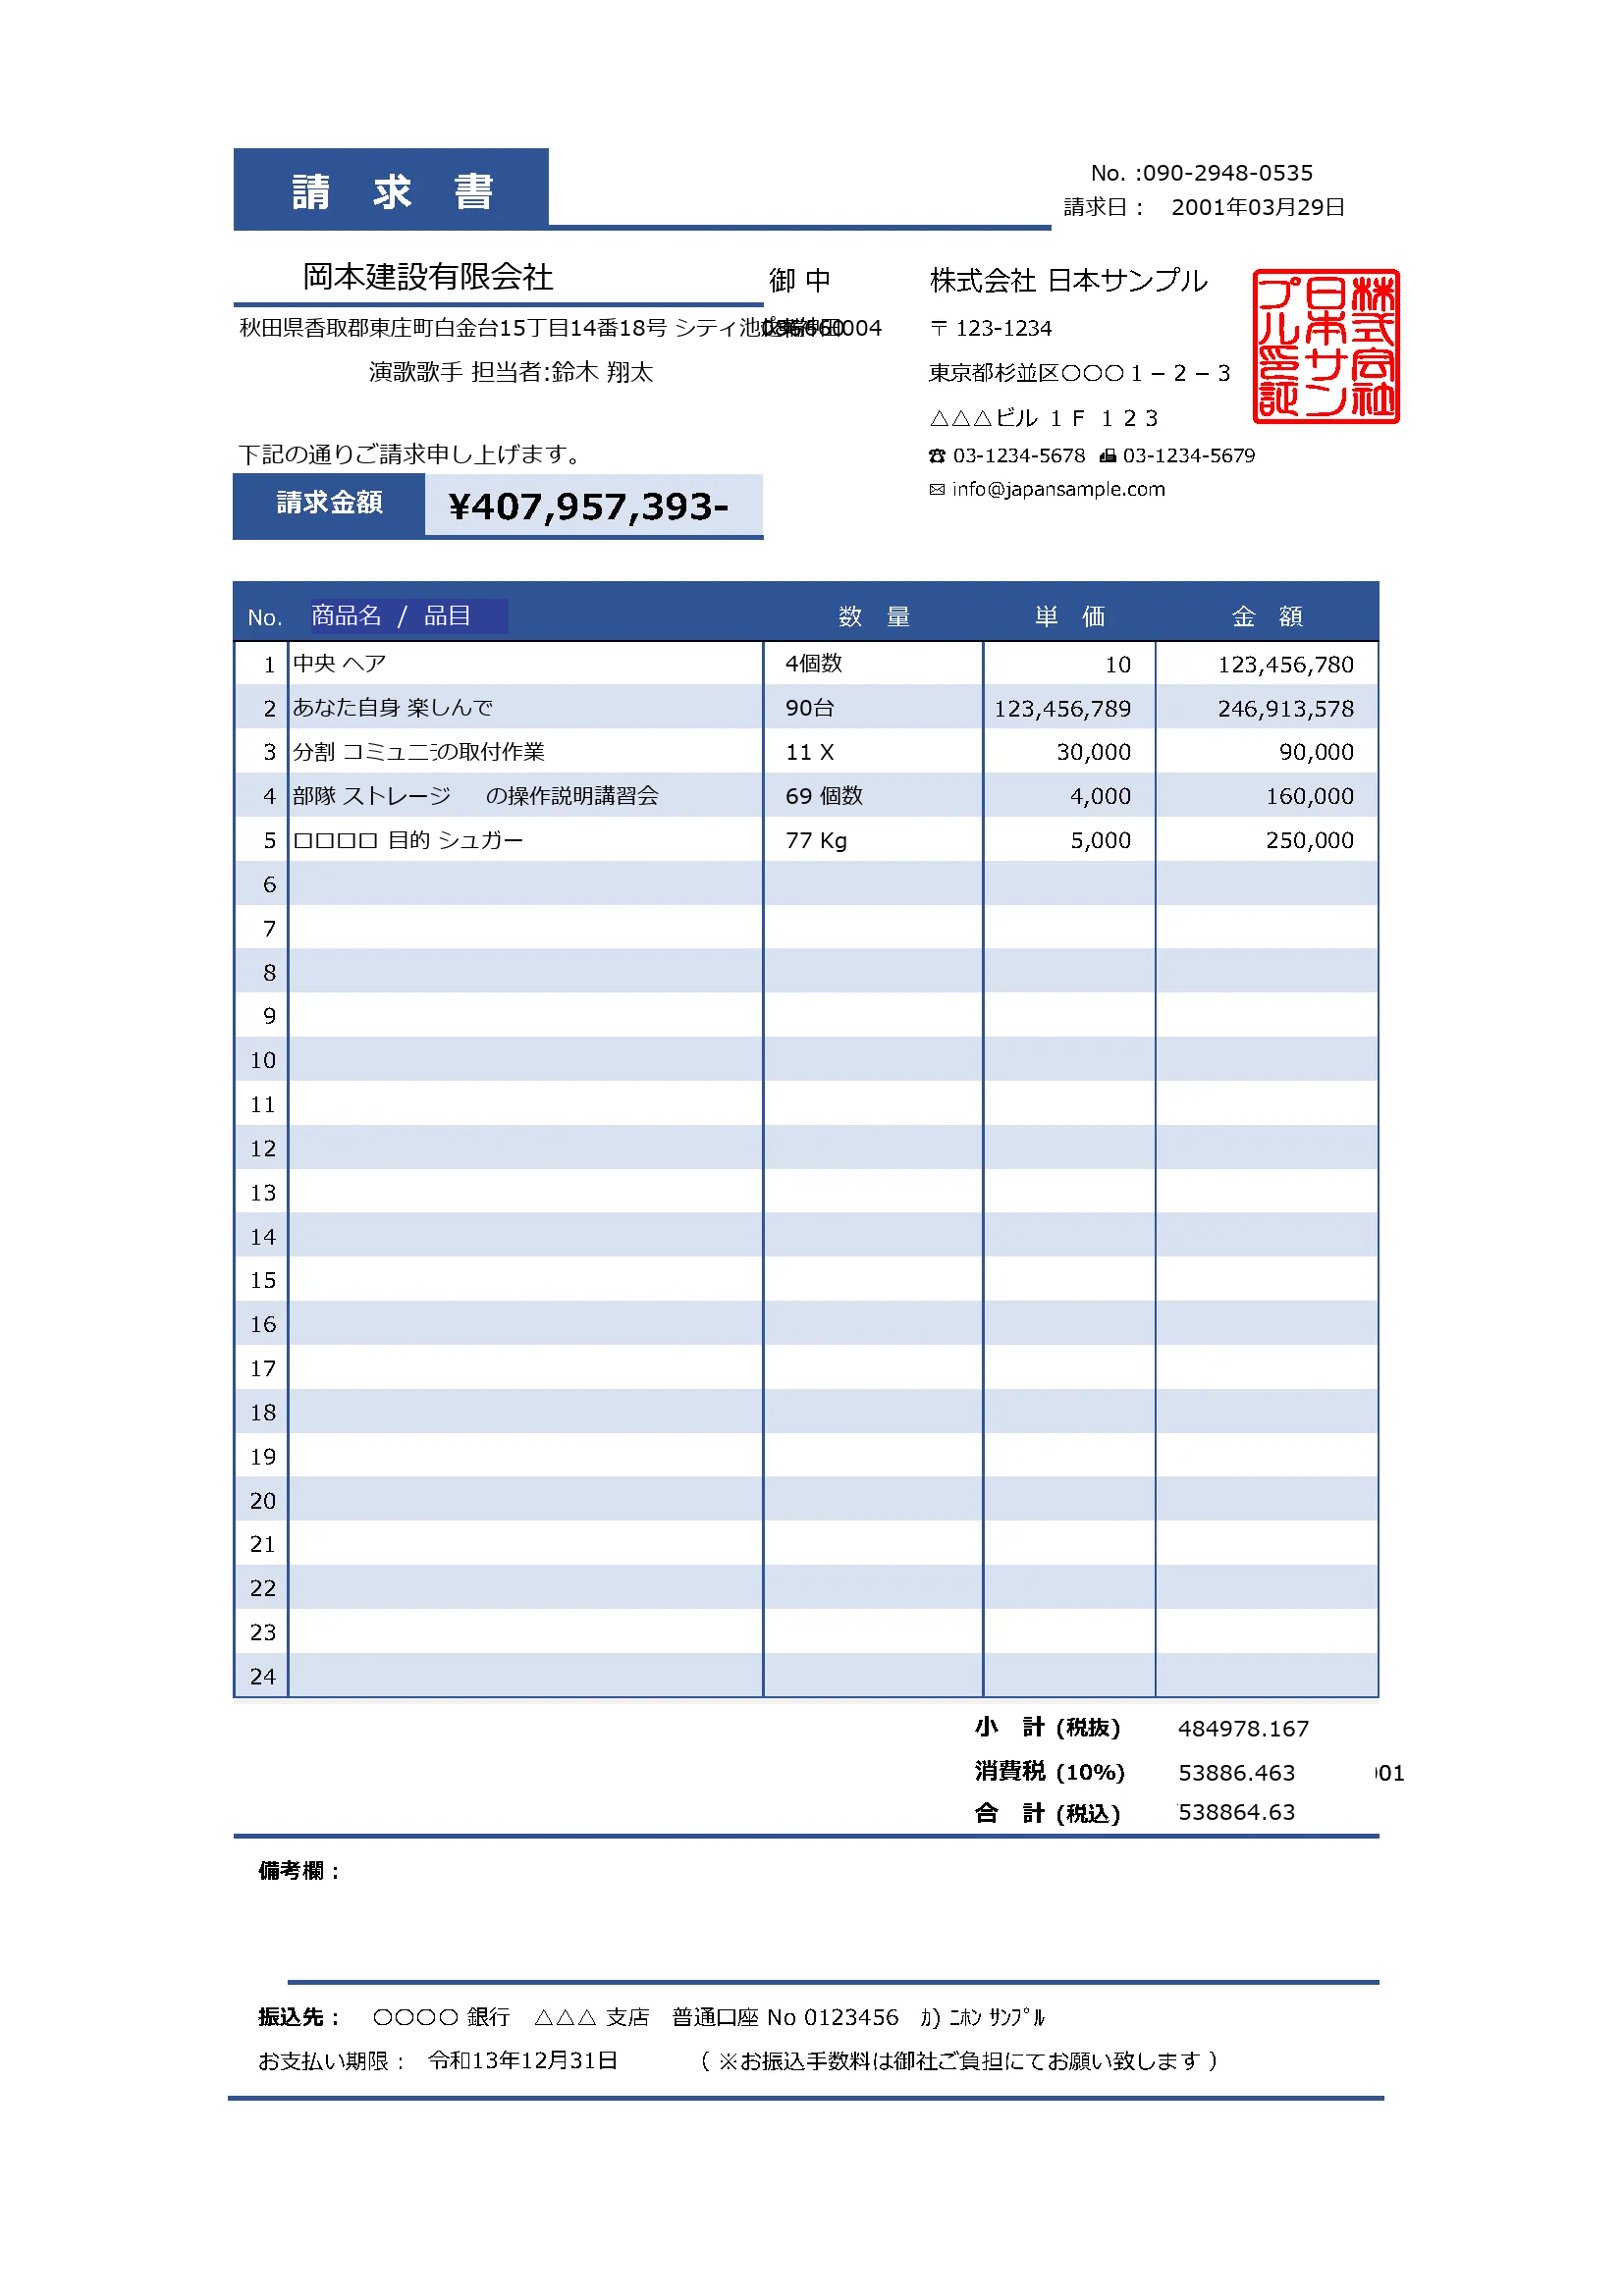 請 求 書
No. :090-2948-0535
請求日： 2001年03月29日
岡本建設有限会社 御 中
秋田県香取郡東庄町白金台15丁目14番18号 シティ池
演歌歌手 担当者:鈴木 翔太
株式会社 日本サンプル
〒 123-1234
東京都杉並区〇〇〇１－２－３
△△△ビル １Ｆ １２３
☎ 03-1234-5678 📠 03-1234-5679
✉ info@japansample.com
株式会社日本サンプル印証
下記の通りご請求申し上げます。
請求金額 ¥407,957,393-
No. 商品名 / 品目 数 量 単 価 金 額
1 中央 ヘア 4個数 10 123,456,780
2 あなた自身 楽しんで 90台 123,456,789 246,913,578
3 分割 コミュニ の取付作業 11 X 30,000 90,000
4 部隊 ストレージ の操作説明講習会 69 個数 4,000 160,000
5 ロロロロ 目的 シュガー 77 Kg 5,000 250,000
6
7
8
9
10
11
12
13
14
15
16
17
18
19
20
21
22
23
24
小 計 (税抜) 484978.167
消費税 (10%) 53886.463 01
合 計 (税込) 538864.63
備考欄：
振込先： 〇〇〇〇 銀行 △△△ 支店 普通口座 No 0123456 ｶ) ﾆﾎﾝ ｻﾝﾌﾟﾙ
お支払い期限： 令和13年12月31日 （ ※お振込手数料は御社ご負担にてお願い致します ）